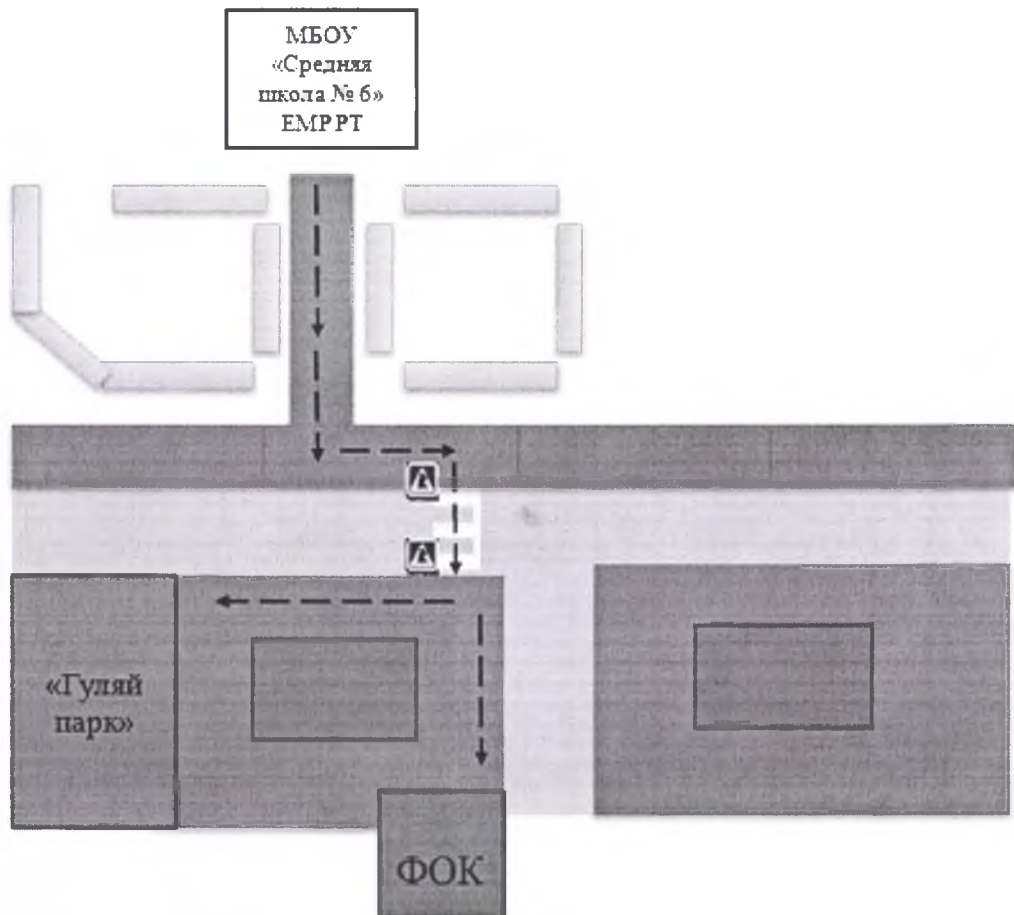 МБОУ
«Средняя
школа № 6»
ЕМР РТ
«Гуляй
парк»
ФОК